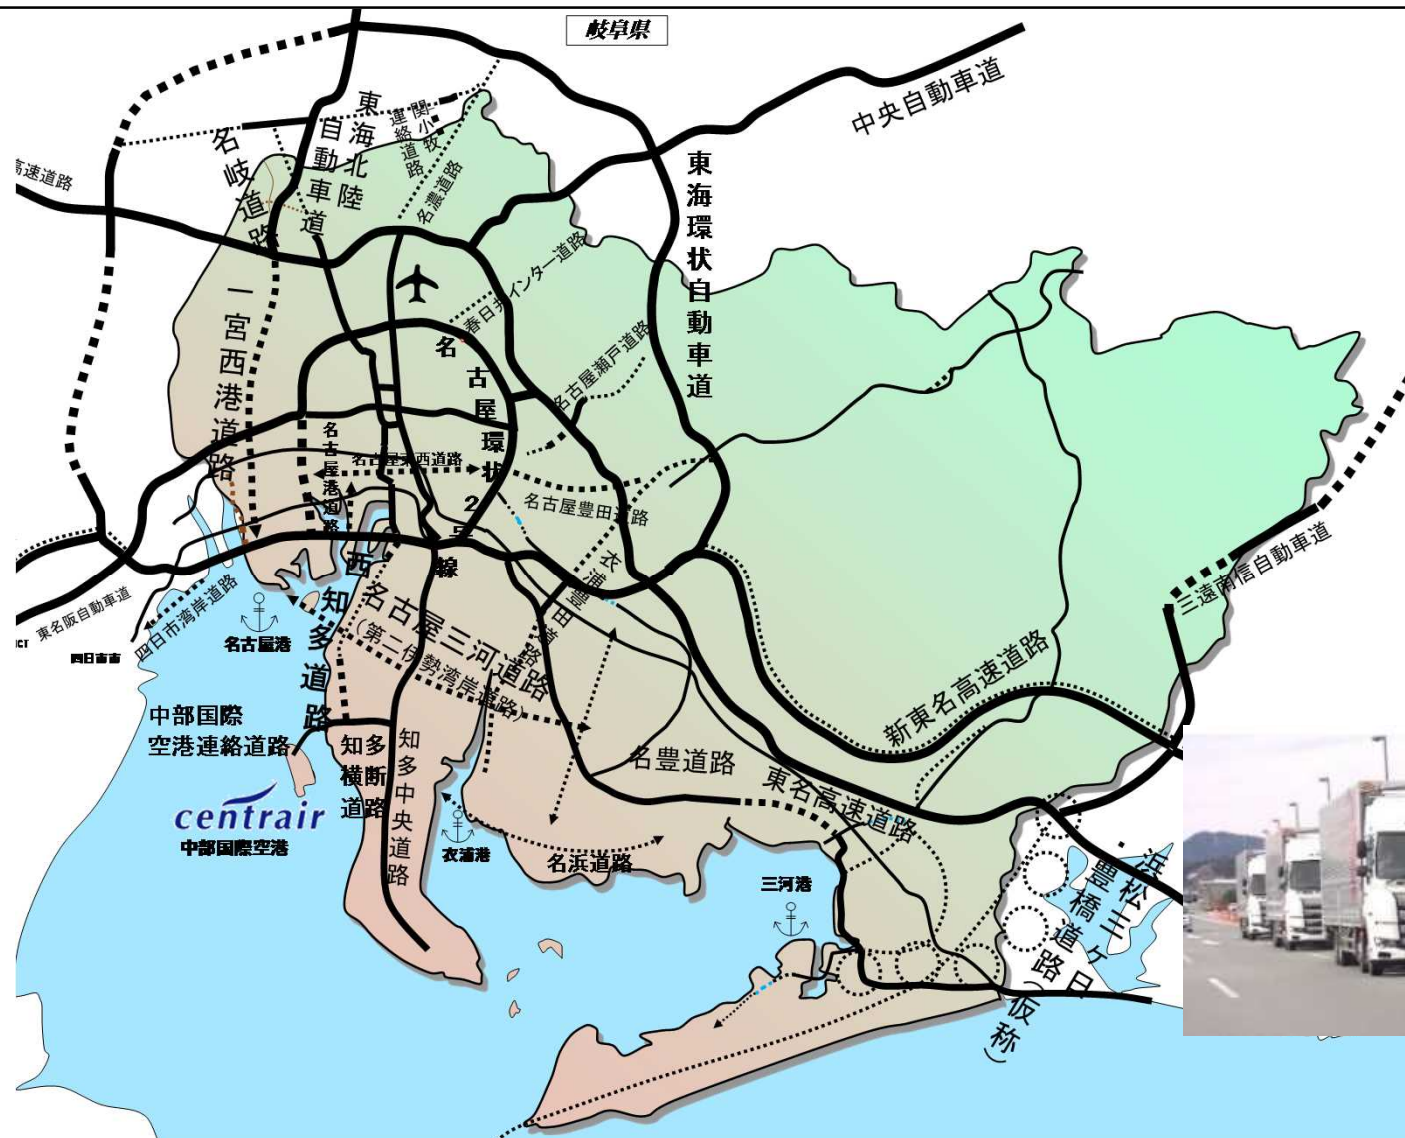 岐阜県
中央自動車道
東海北陸
自動車道
関小牧
連絡道路
名濃道路
名岐道路
高速道路
東海環状自動車道
一宮西港道路
春日井インター道路
名古屋環状2号線
名古屋瀬戸道路
名古屋港道路
名古屋東西道路
名古屋豊田道路
衣浦豊田道路
三遠南信自動車道
東名阪自動車道
四日市湾岸道路
四日市市
名古屋港
西知多道路
名古屋三河道路
(第二伊勢湾岸道路)
新東名高速道路
中部国際
空港連絡道路
知多
横断
道路
知多中央道路
名豊道路
東名高速道路
centrair
中部国際空港
衣浦港
名浜道路
三河港
浜松三ヶ日
・豊橋道路(仮称)